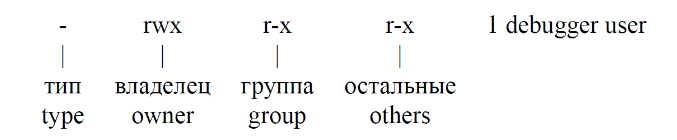 - rwx r-x r-x 1 debugger user
| | | |
тип владелец группа остальные
type owner group others